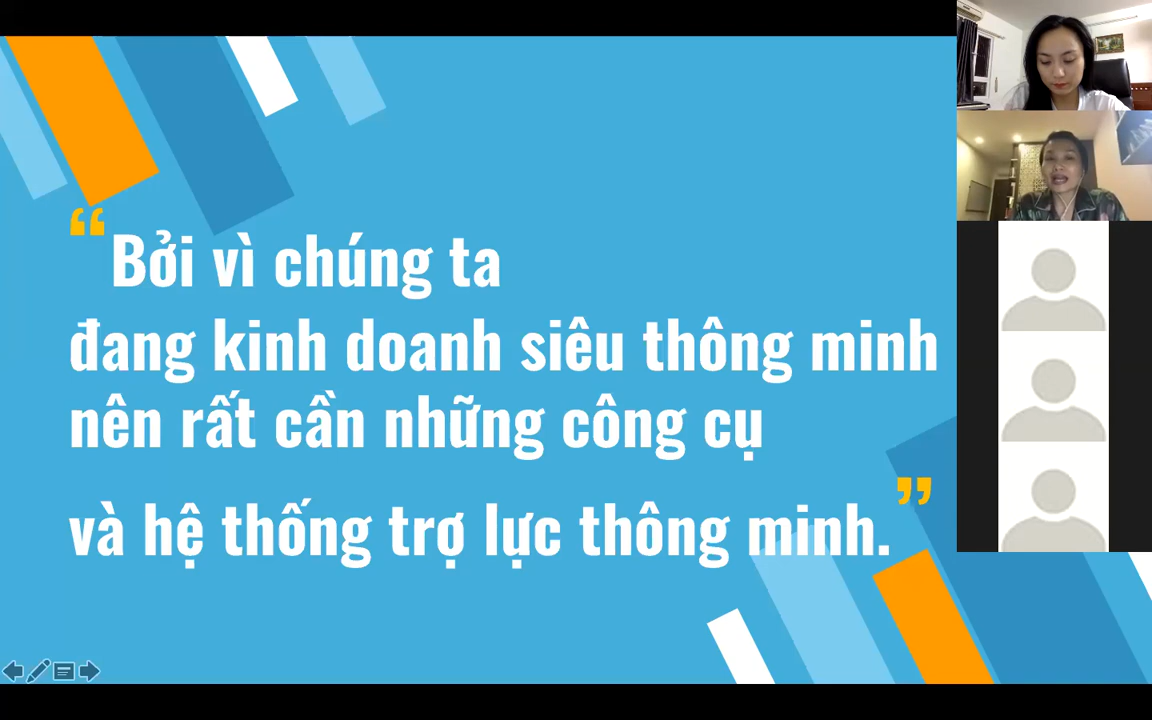 “Bởi vì chúng ta
đang kinh doanh siêu thông minh
nên rất cần những công cụ
và hệ thống trợ lực thông minh.”